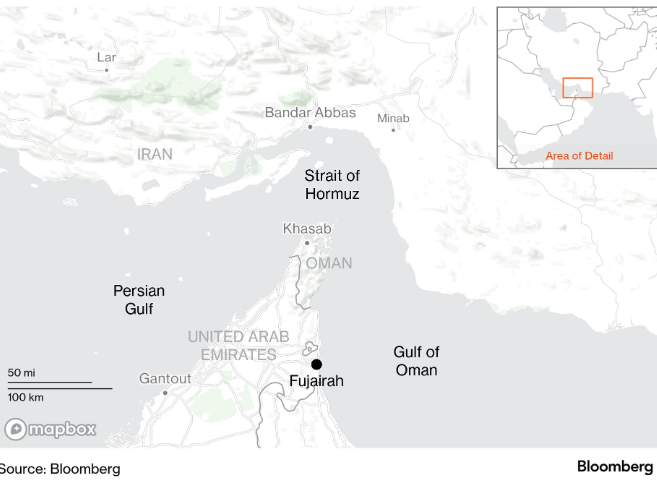 Lar
Bandar Abbas
Minab
IRAN
Area of Detail
Strait of
Hormuz
Khasab
OMAN
Persian
Gulf
UNITED ARAB
EMIRATES
Gulf of
Oman
50 mi
100 km
Gantout
Fujairah
mapbox
Source: Bloomberg
Bloomberg